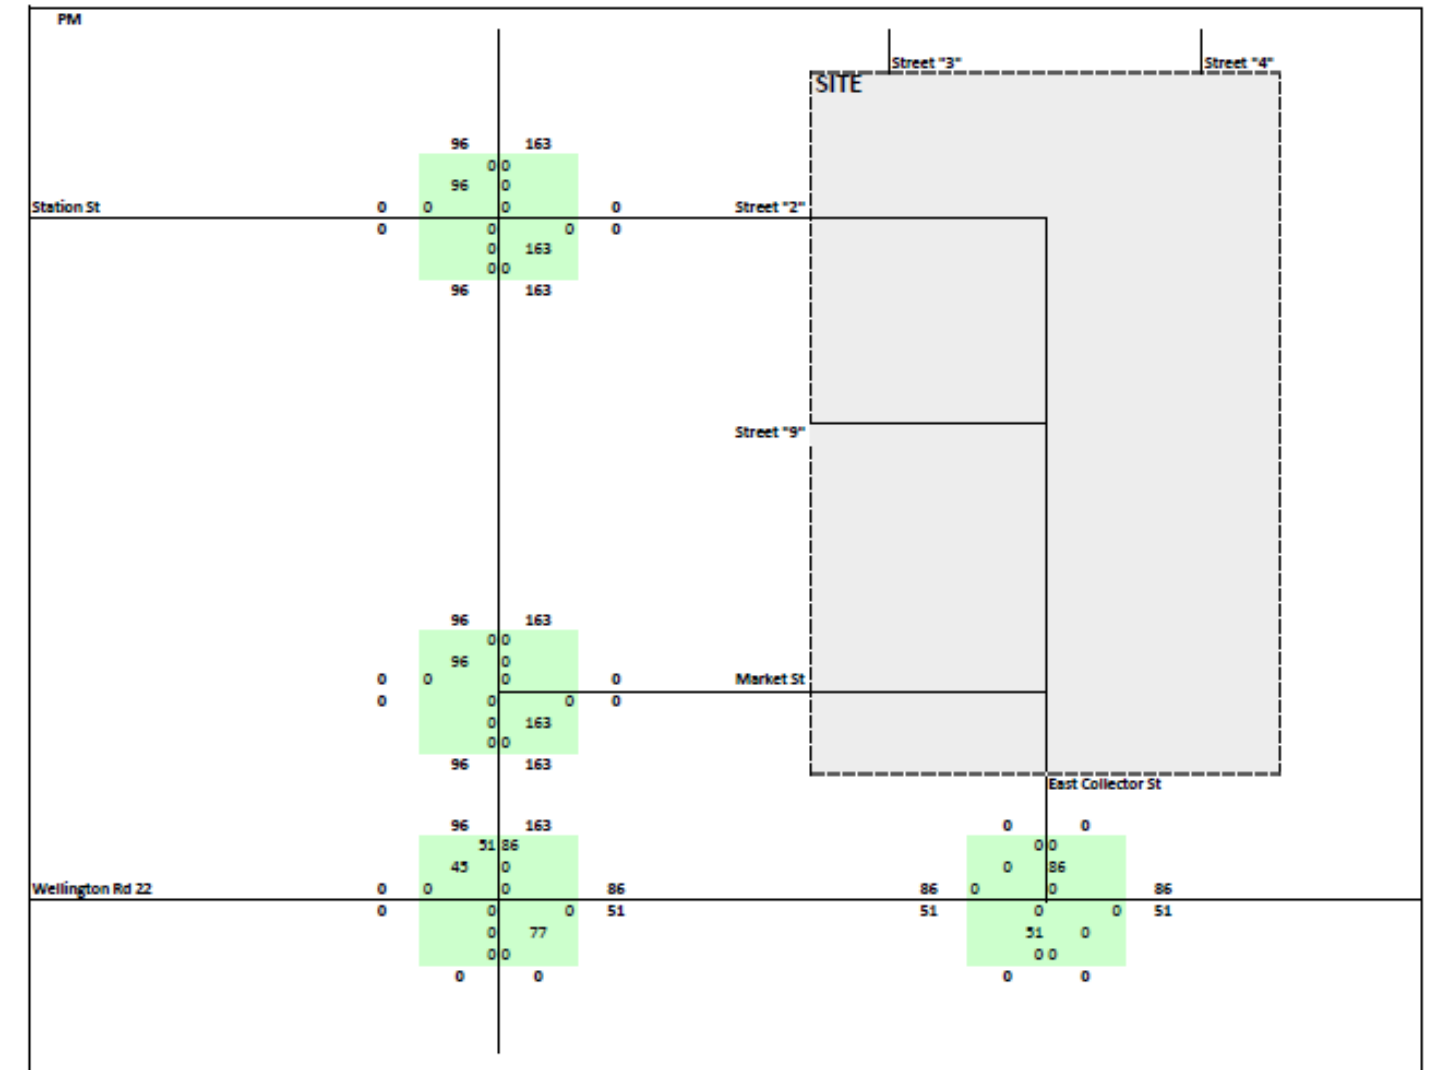 PM
Street "3" Street "4"
SITE
96 163
0 0
96 0
Station St 0 0 0 0 Street "2"
0 0 0 0
0 163
0 0
96 163
Street "9"
96 163
0 0
96 0
0 0 0 0 Market St
0 0 0 0
0 163
0 0
96 163
East Collector St
96 163 0 0
51 86 0 0
45 0 0 86
Wellington Rd 22 0 0 0 86 86 0 0 86
0 0 0 51 51 0 0 51
0 77 51 0
0 0 0 0
0 0 0 0